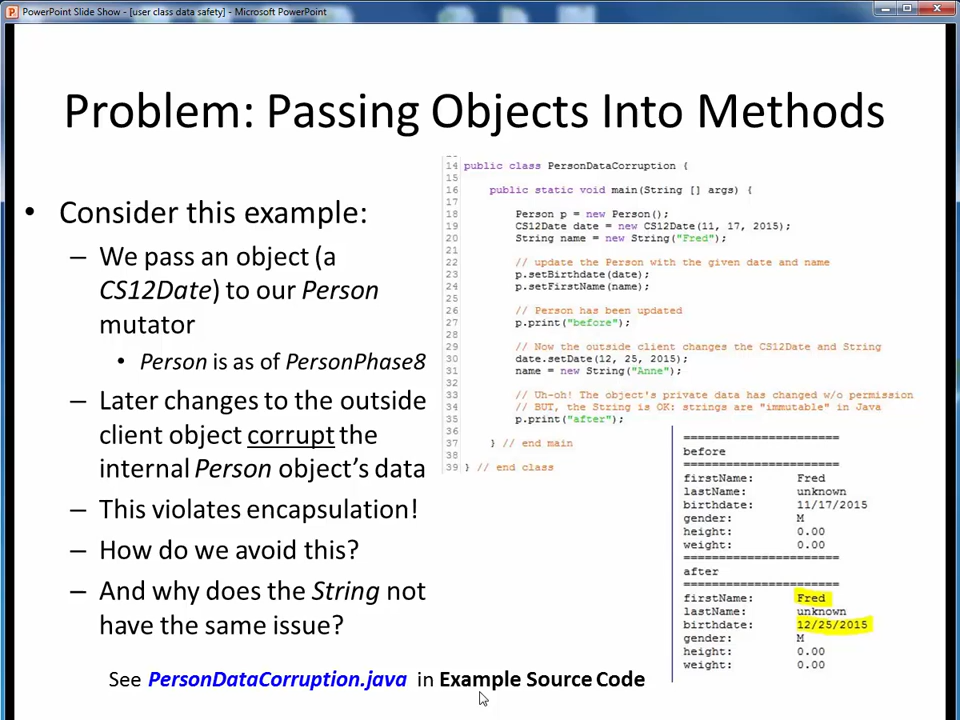 PowerPoint Slide Show - [user class data safety] - Microsoft PowerPoint
Problem: Passing Objects Into Methods
• Consider this example:
– We pass an object (a
CS12Date) to our Person
mutator
• Person is as of PersonPhase8
– Later changes to the outside
client object corrupt the
internal Person object's data
– This violates encapsulation!
– How do we avoid this?
– And why does the String not
have the same issue?
14 public class PersonDataCorruption {
15
16 public static void main(String [] args) {
17
18 Person p = new Person();
19 CS12Date date = new CS12Date(11, 17, 2015);
20 String name = new String("Fred");
21
22 // update the Person with the given date and name
23 p.setBirthdate(date);
24 p.setFirstName(name);
25
26 // Person has been updated
27 p.print("before");
28
29 // Now the outside client changes the CS12Date and String
30 date.setDate(12, 25, 2015);
31 name = new String("Anne");
32
33 // Uh-oh! The object's private data has changed w/o permission
34 // BUT, the String is OK: strings are "immutable" in Java
35 p.print("after");
36
37 } // end main
38
39 } // end class
=======================
before
=======================
firstName: Fred
lastName: unknown
birthdate: 11/17/2015
gender: M
height: 0.00
weight: 0.00
=======================
after
=======================
firstName: Fred
lastName: unknown
birthdate: 12/25/2015
gender: M
height: 0.00
weight: 0.00
See PersonDataCorruption.java in Example Source Code